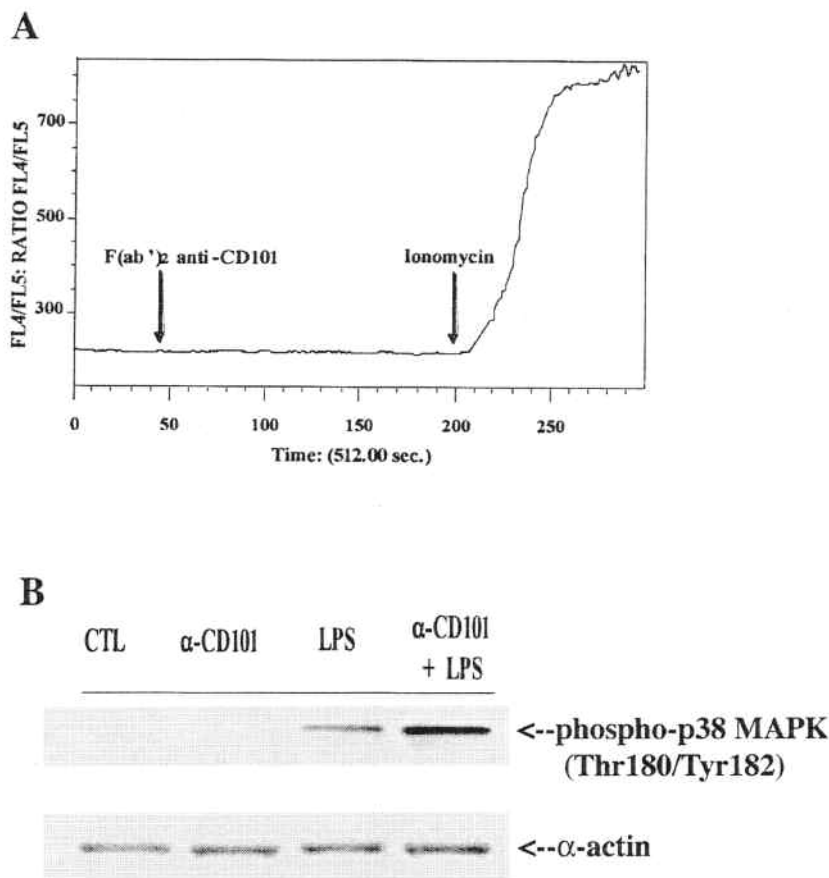 A
FL4/FL5: RATIO FL4/FL5
700
500
300
F(ab')2 anti-CD101
Ionomycin
0 50 100 150 200 250
Time: (512.00 sec.)
B
CTL α-CD101 LPS α-CD101
+ LPS
<--phospho-p38 MAPK
(Thr180/Tyr182)
<--α-actin